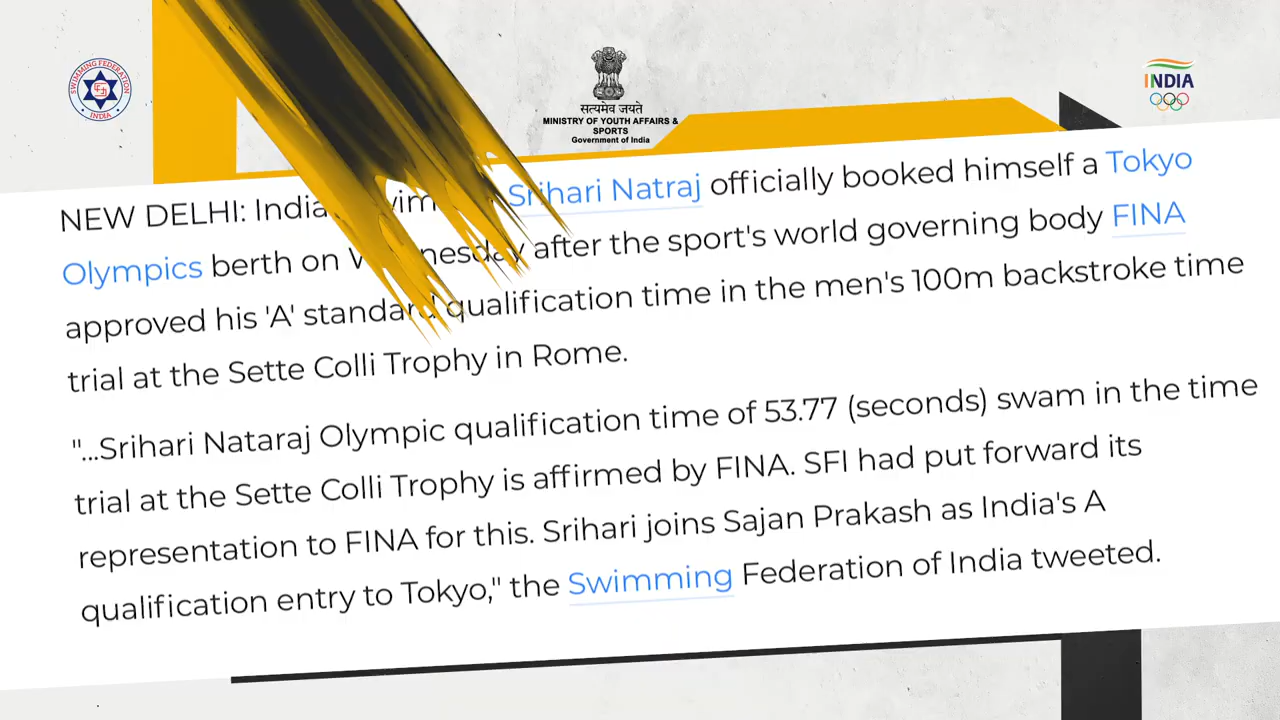 SWIMMING FEDERATION
INDIA
सत्यमेव जयते
MINISTRY OF YOUTH AFFAIRS &
SPORTS
Government of India
INDIA
NEW DELHI: Srihari Natraj officially booked himself a Tokyo
Olympics berth on after the sport's world governing body FINA
approved his 'A' standard qualification time in the men's 100m backstroke time
trial at the Sette Colli Trophy in Rome.
"...Srihari Nataraj Olympic qualification time of 53.77 (seconds) swam in the time
trial at the Sette Colli Trophy is affirmed by FINA. SFI had put forward its
representation to FINA for this. Srihari joins Sajan Prakash as India's A
qualification entry to Tokyo," the Swimming Federation of India tweeted.